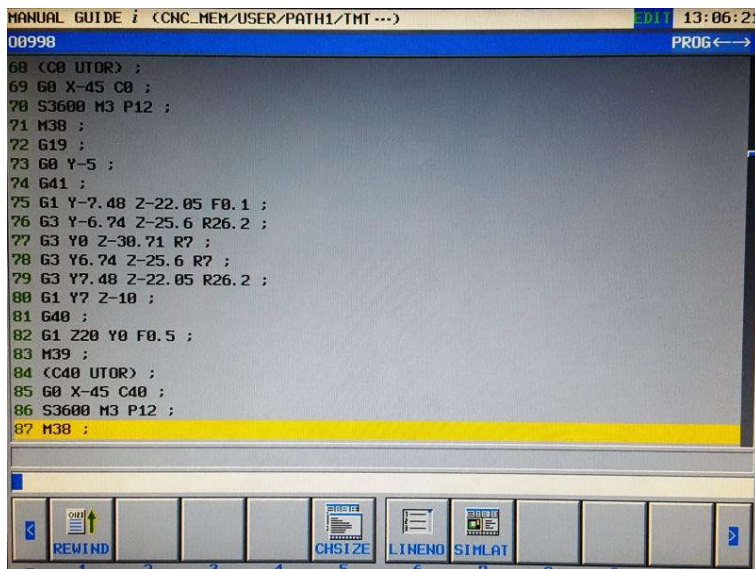 MANUAL GUIDE i (CNC_MEM/USER/PATH1/TMT···) EDIT 13:06:2
O0998 PROG←→
68 (C0 UTOR) ;
69 G0 X-45 C0 ;
70 S3600 M3 P12 ;
71 M38 ;
72 G19 ;
73 G0 Y-5 ;
74 G41 ;
75 G1 Y-7.48 Z-22.05 F0.1 ;
76 G3 Y-6.74 Z-25.6 R26.2 ;
77 G3 Y0 Z-30.71 R7 ;
78 G3 Y6.74 Z-25.6 R7 ;
79 G3 Y7.48 Z-22.05 R26.2 ;
80 G1 Y7 Z-10 ;
81 G40 ;
82 G1 Z20 Y0 F0.5 ;
83 M39 ;
84 (C40 UTOR) ;
85 G0 X-45 C40 ;
86 S3600 M3 P12 ;
87 M38 ;
< REWIND CHSIZE LINENO SIMLAT >